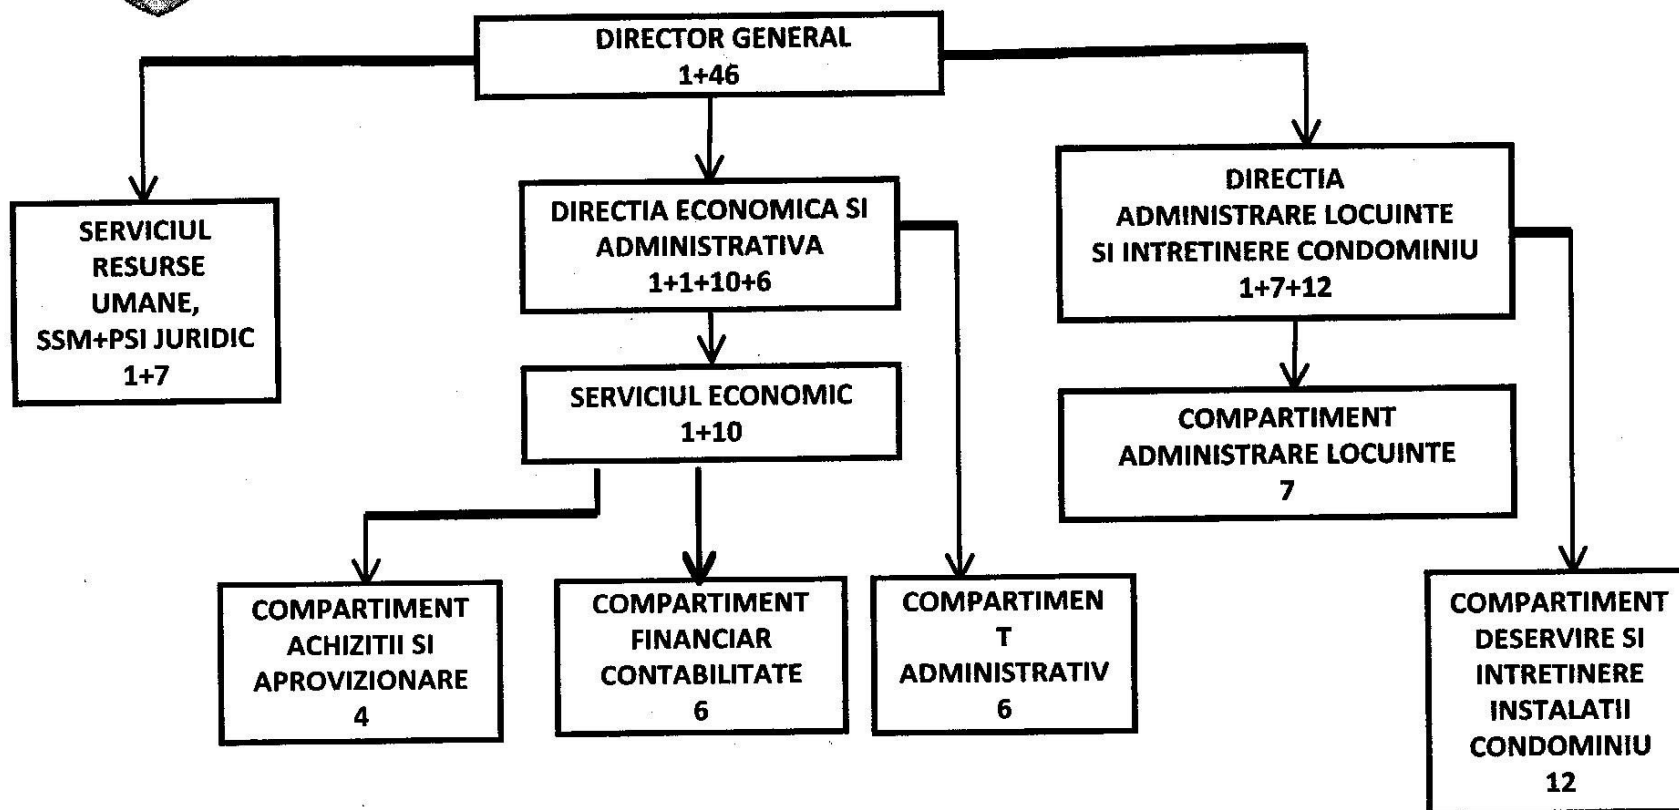 DIRECTOR GENERAL
1+46
SERVICIUL
RESURSE
UMANE,
SSM+PSI JURIDIC
1+7
DIRECTIA ECONOMICA SI
ADMINISTRATIVA
1+1+10+6
DIRECTIA
ADMINISTRARE LOCUINTE
SI INTRETINERE CONDOMINIU
1+7+12
SERVICIUL ECONOMIC
1+10
COMPARTIMENT
ADMINISTRARE LOCUINTE
7
COMPARTIMENT
ACHIZITII SI
APROVIZIONARE
4
COMPARTIMENT
FINANCIAR
CONTABILITATE
6
COMPARTIMEN
T
ADMINISTRATIV
6
COMPARTIMENT
DESERVIRE SI
INTRETINERE
INSTALATII
CONDOMINIU
12